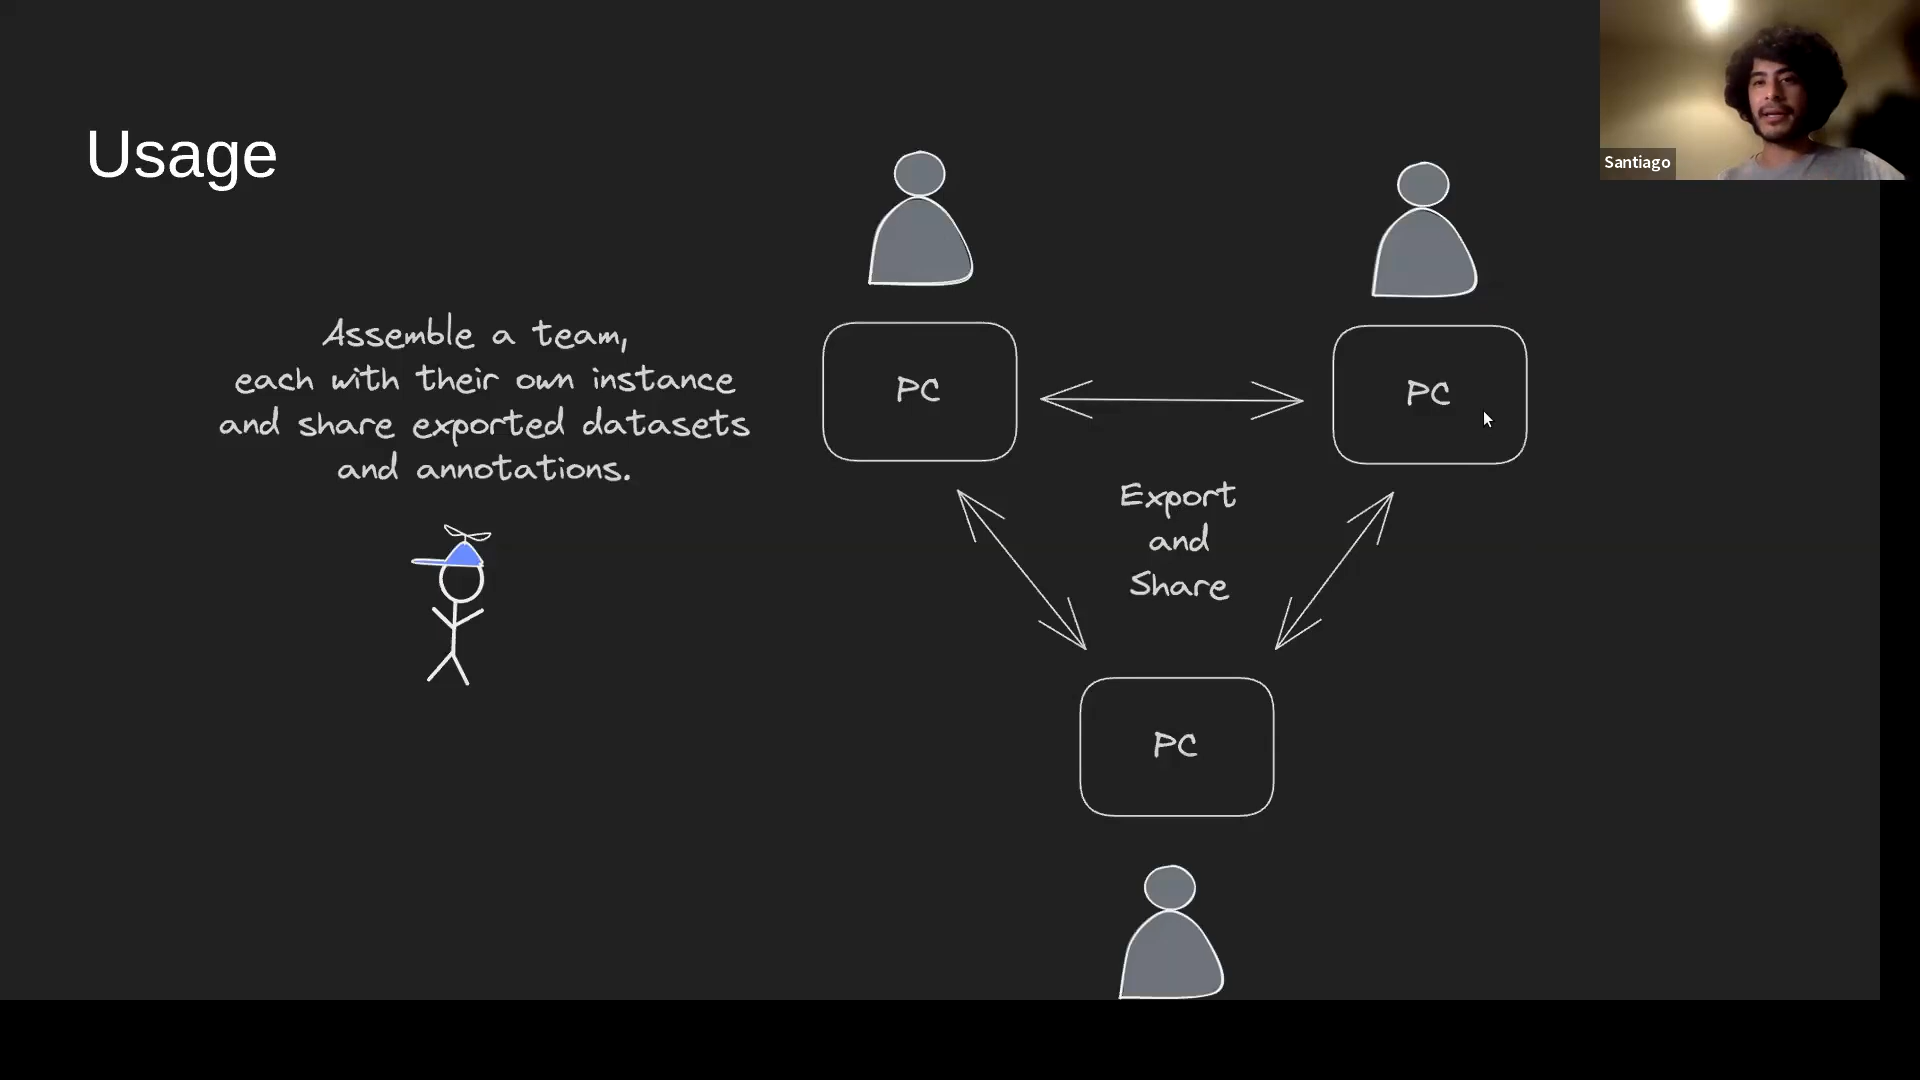 Usage
Santiago
Assemble a team,
each with their own instance
and share exported datasets
and annotations.
PC
PC
Export
and
Share
PC